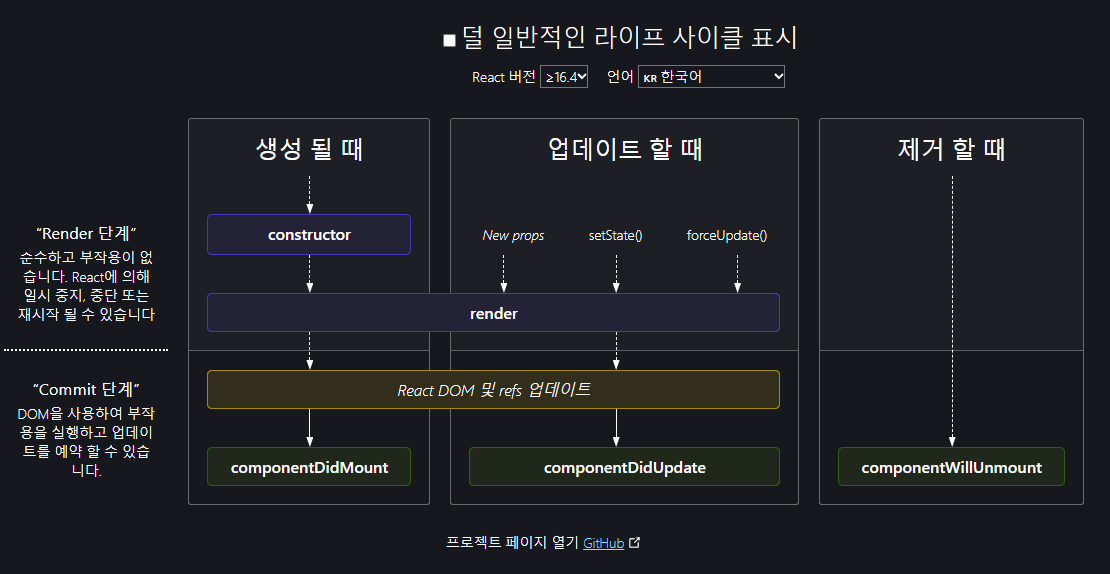 덜 일반적인 라이프 사이클 표시
React 버전 ≥16.4 언어 KR 한국어
생성 될 때
업데이트 할 때
제거 할 때
“Render 단계”
순수하고 부작용이 없
습니다. React에 의해
일시 중지, 중단 또는
재시작 될 수 있습니다
constructor
New props
setState()
forceUpdate()
render
“Commit 단계”
DOM을 사용하여 부작
용을 실행하고 업데이
트를 예약 할 수 있습
니다.
React DOM 및 refs 업데이트
componentDidMount
componentDidUpdate
componentWillUnmount
프로젝트 페이지 열기 GitHub